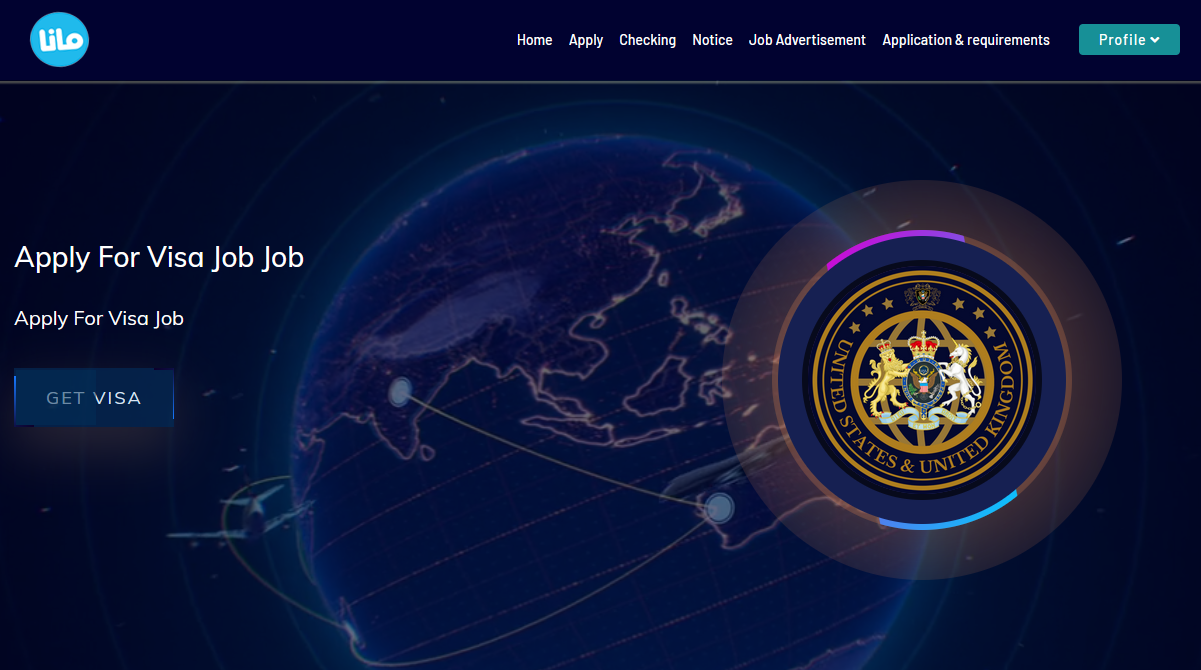 LiLo
Home Apply Checking Notice Job Advertisement Application & requirements Profile
Apply For Visa Job Job
Apply For Visa Job
GET VISA
UNITED STATES & UNITED KINGDOM